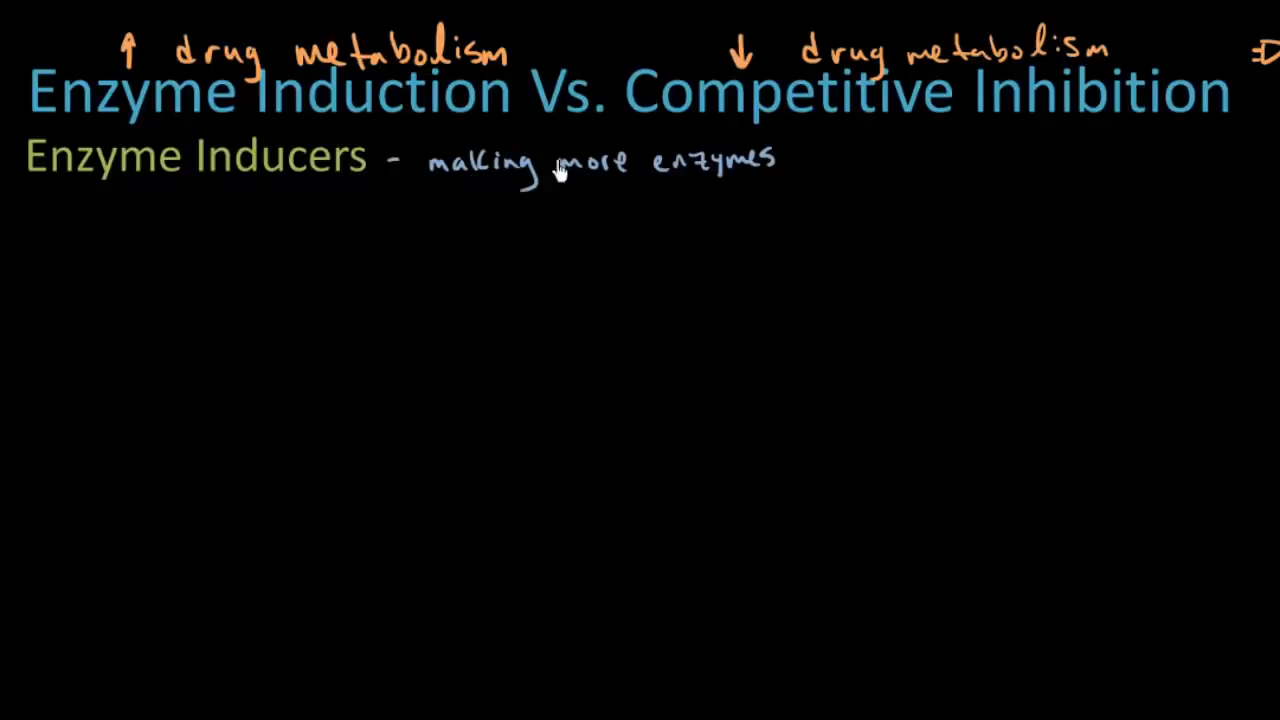 ↑ drug metabolism ↓ drug metabolism
Enzyme Induction Vs. Competitive Inhibition
Enzyme Inducers - making more enzymes